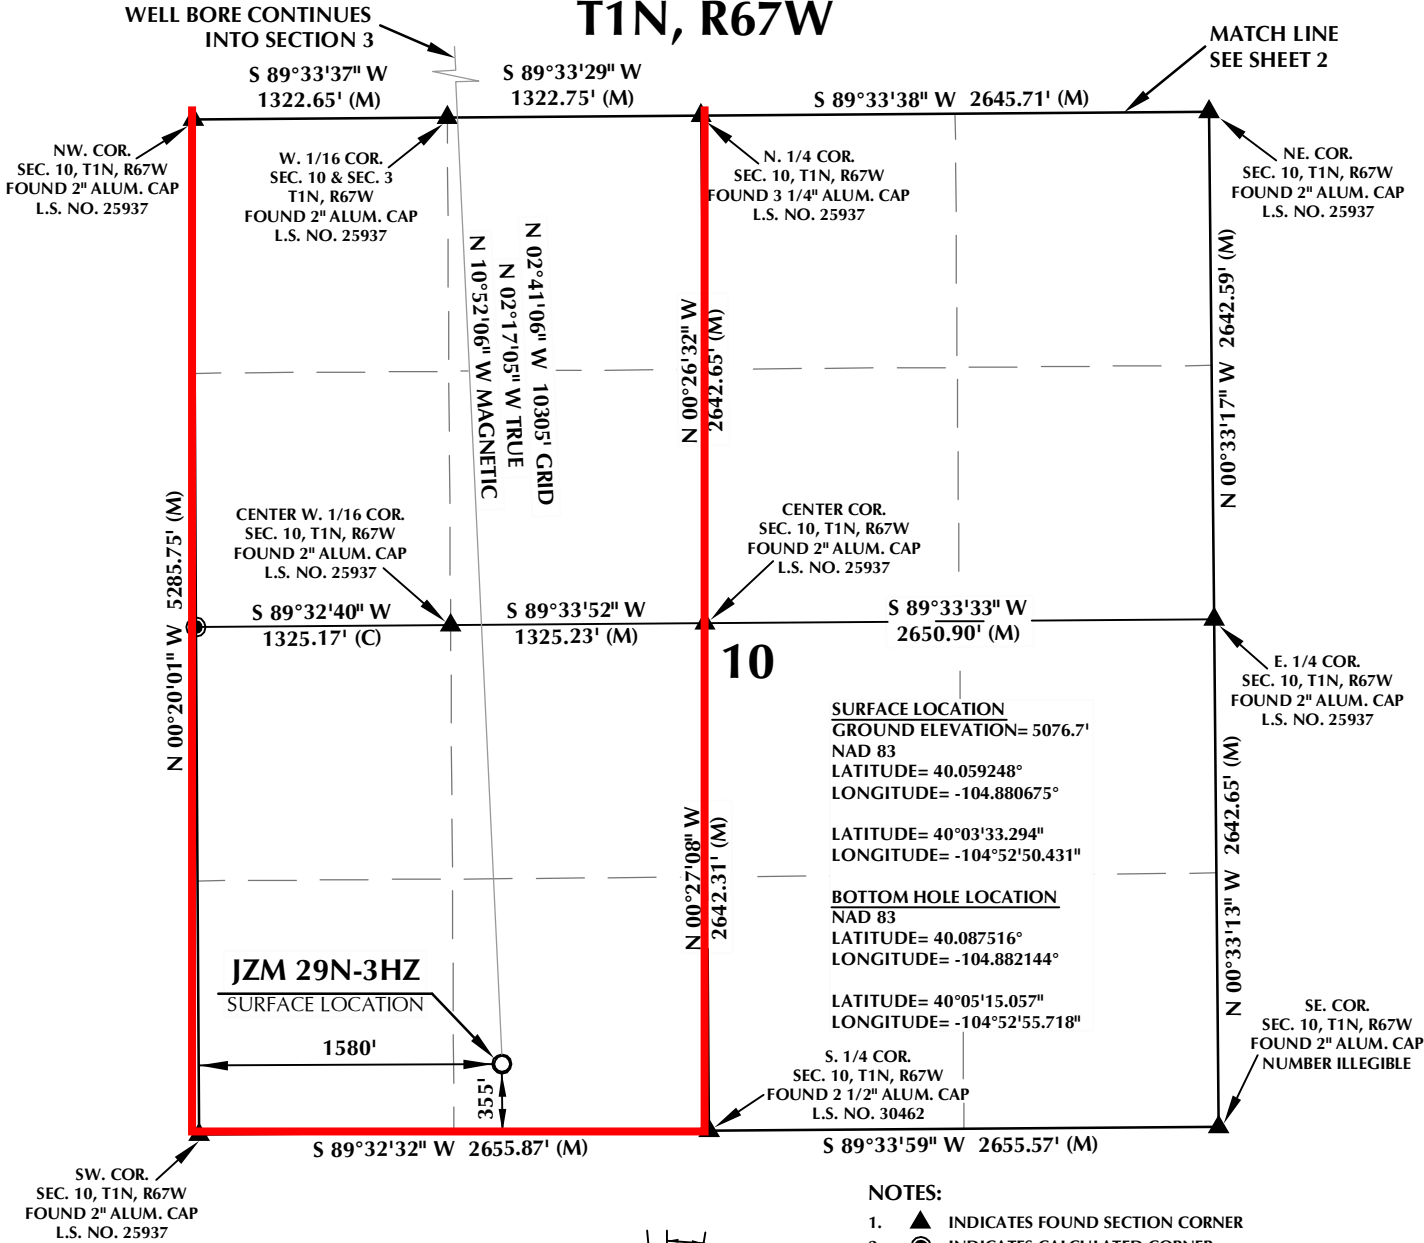 T1N, R67W
WELL BORE CONTINUES
INTO SECTION 3
MATCH LINE
SEE SHEET 2
S 89°33'37" W
1322.65' (M)
S 89°33'29" W
1322.75' (M)
S 89°33'38" W 2645.71' (M)
NW. COR.
SEC. 10, T1N, R67W
FOUND 2" ALUM. CAP
L.S. NO. 25937
W. 1/16 COR.
SEC. 10 & SEC. 3
T1N, R67W
FOUND 2" ALUM. CAP
L.S. NO. 25937
N. 1/4 COR.
SEC. 10, T1N, R67W
FOUND 3 1/4" ALUM. CAP
L.S. NO. 25937
NE. COR.
SEC. 10, T1N, R67W
FOUND 2" ALUM. CAP
L.S. NO. 25937
N 02°41'06" W 10305' GRID
N 02°17'05" W TRUE
N 10°52'06" W MAGNETIC
N 00°26'32" W
2642.65' (M)
N 00°33'17" W 2642.59' (M)
N 00°20'01" W 5285.75' (M)
CENTER W. 1/16 COR.
SEC. 10, T1N, R67W
FOUND 2" ALUM. CAP
L.S. NO. 25937
CENTER COR.
SEC. 10, T1N, R67W
FOUND 2" ALUM. CAP
L.S. NO. 25937
S 89°32'40" W
1325.17' (C)
S 89°33'52" W
1325.23' (M)
S 89°33'33" W
2650.90' (M)
10
E. 1/4 COR.
SEC. 10, T1N, R67W
FOUND 2" ALUM. CAP
L.S. NO. 25937
SURFACE LOCATION
GROUND ELEVATION= 5076.7'
NAD 83
LATITUDE= 40.059248°
LONGITUDE= -104.880675°
LATITUDE= 40°03'33.294"
LONGITUDE= -104°52'50.431"
BOTTOM HOLE LOCATION
NAD 83
LATITUDE= 40.087516°
LONGITUDE= -104.882144°
LATITUDE= 40°05'15.057"
LONGITUDE= -104°52'55.718"
N 00°27'08" W
2642.31' (M)
N 00°33'13" W 2642.65' (M)
JZM 29N-3HZ
SURFACE LOCATION
1580'
355'
S. 1/4 COR.
SEC. 10, T1N, R67W
FOUND 2 1/2" ALUM. CAP
L.S. NO. 30462
SE. COR.
SEC. 10, T1N, R67W
FOUND 2" ALUM. CAP
NUMBER ILLEGIBLE
S 89°32'32" W 2655.87' (M)
S 89°33'59" W 2655.57' (M)
SW. COR.
SEC. 10, T1N, R67W
FOUND 2" ALUM. CAP
L.S. NO. 25937
NOTES:
1. INDICATES FOUND SECTION CORNER
INDICATES CALCULATED CORNER